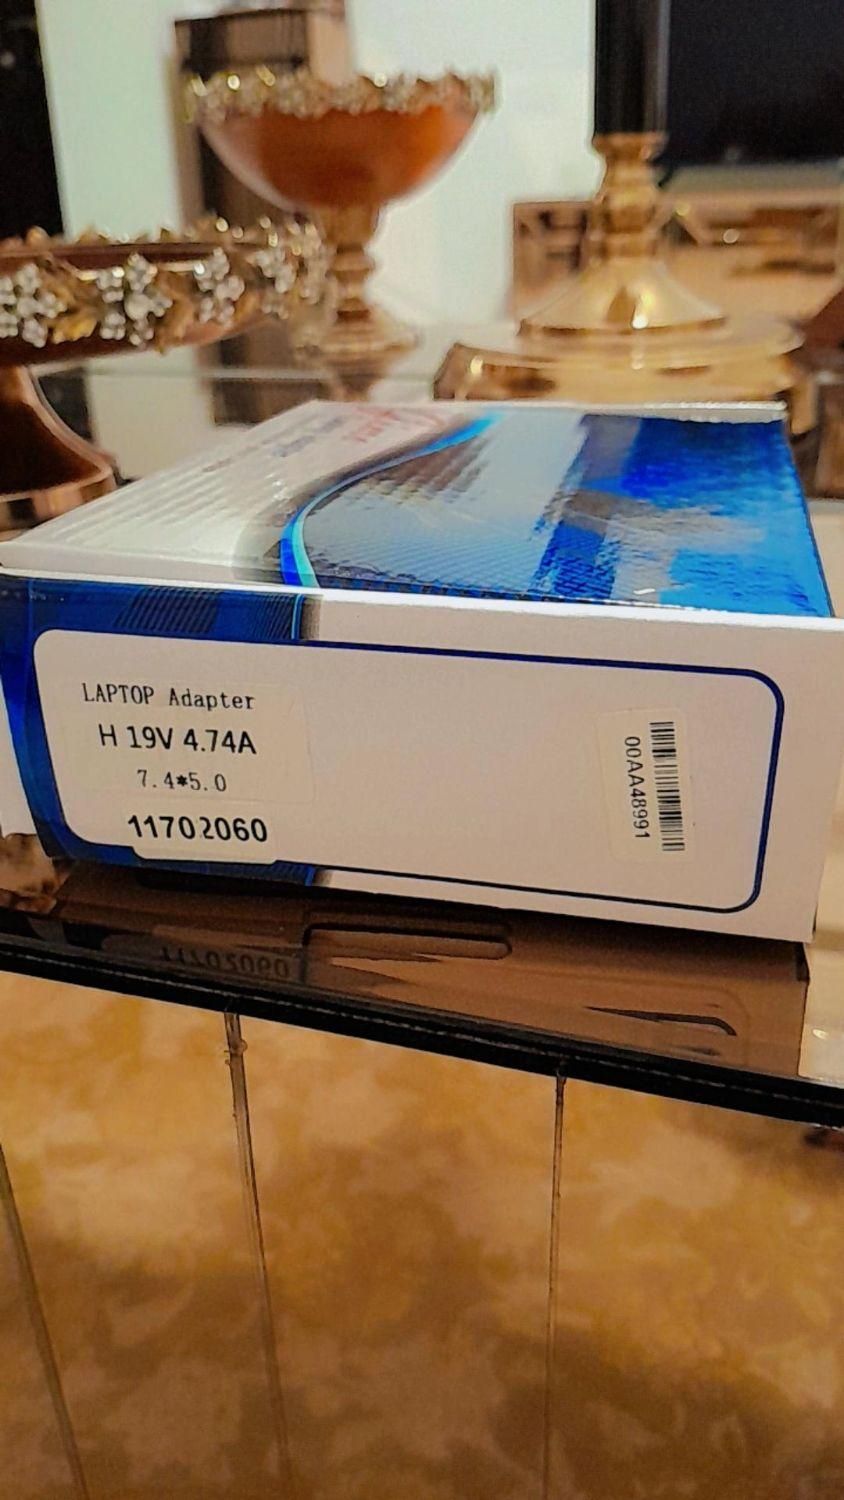 LAPTOP Adapter
H 19V 4.74A
7.4*5.0
11702060
00AA48991